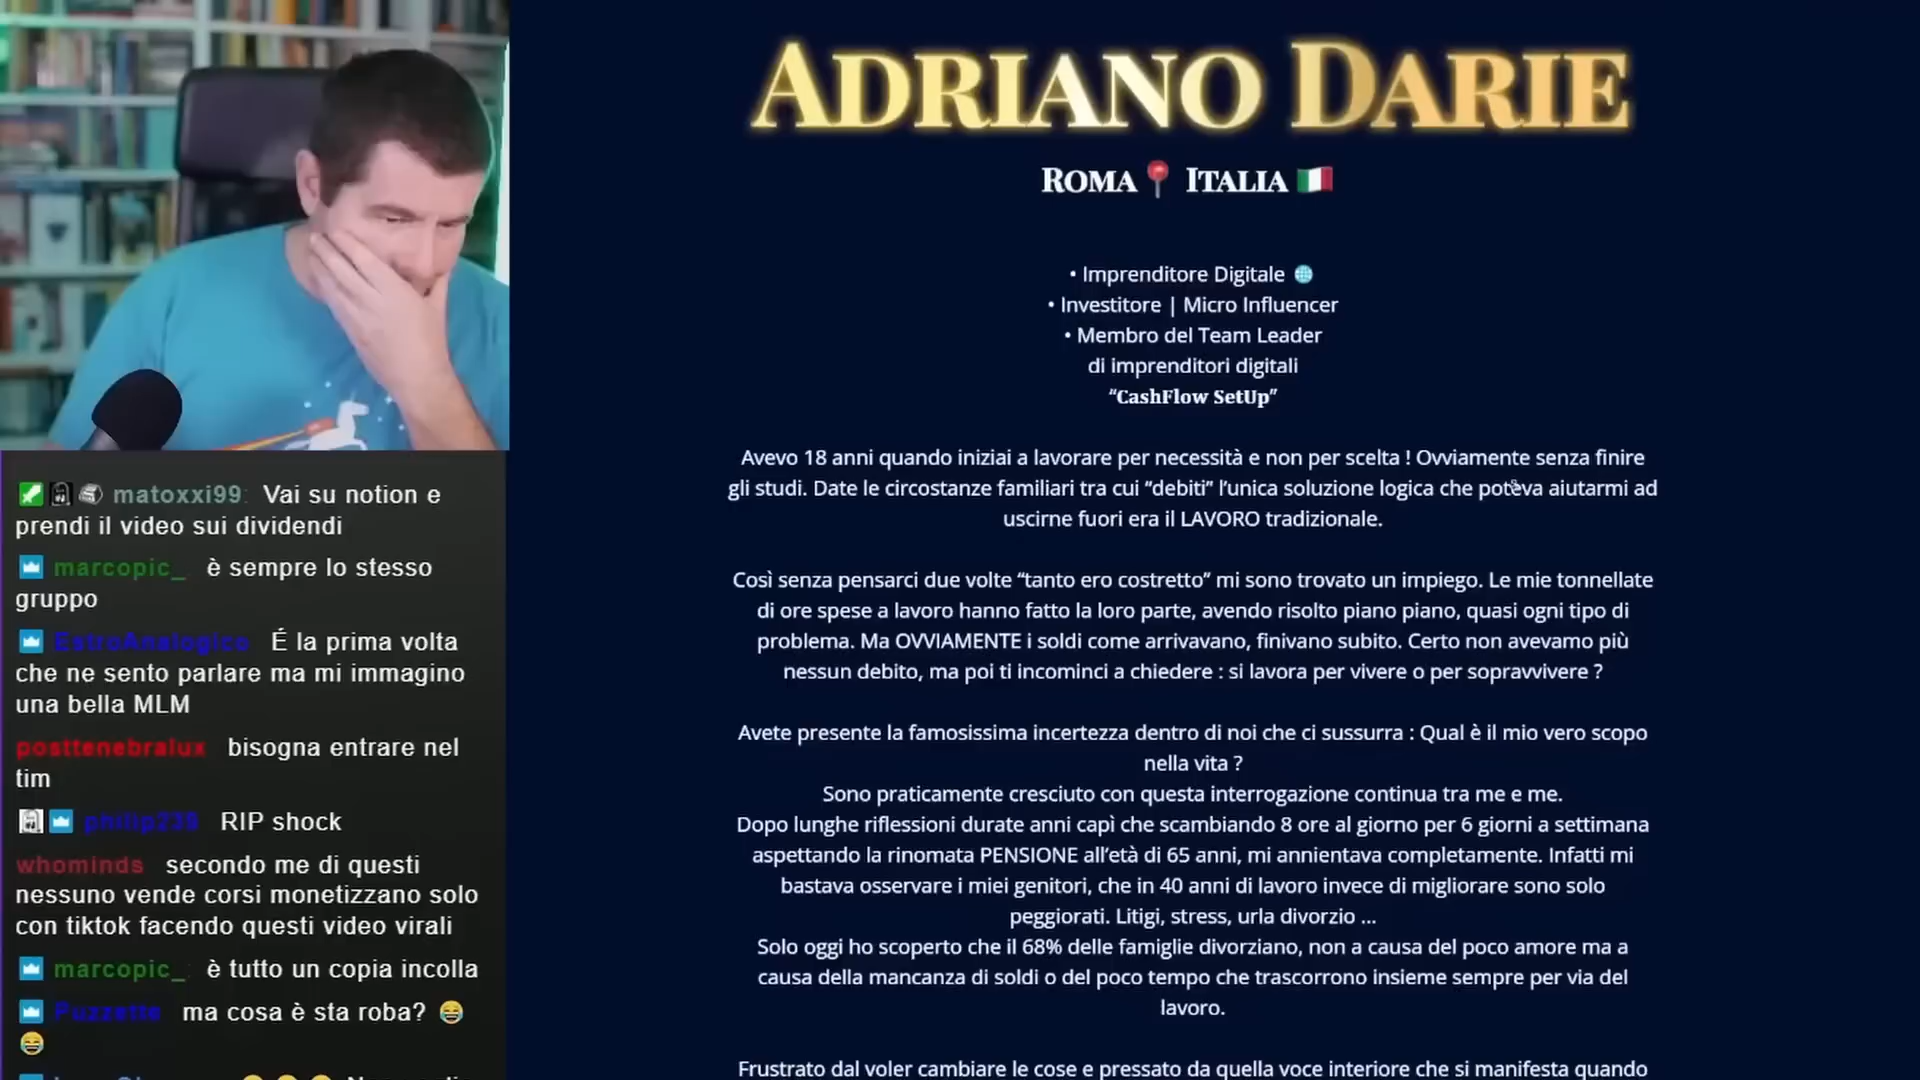 ADRIANO DARIE
ROMA📍 ITALIA 🇮🇹
• Imprenditore Digitale 🌐
• Investitore | Micro Influencer
• Membro del Team Leader
di imprenditori digitali
“CashFlow SetUp”
Avevo 18 anni quando iniziai a lavorare per necessità e non per scelta ! Ovviamente senza finire
gli studi. Date le circostanze familiari tra cui “debiti” l’unica soluzione logica che poteva aiutarmi ad
uscirne fuori era il LAVORO tradizionale.
Così senza pensarci due volte “tanto ero costretto” mi sono trovato un impiego. Le mie tonnellate
di ore spese a lavoro hanno fatto la loro parte, avendo risolto piano piano, quasi ogni tipo di
problema. Ma OVVIAMENTE i soldi come arrivavano, finivano subito. Certo non avevamo più
nessun debito, ma poi ti incominci a chiedere : si lavora per vivere o per sopravvivere ?
Avete presente la famosissima incertezza dentro di noi che ci sussurra : Qual è il mio vero scopo
nella vita ?
Sono praticamente cresciuto con questa interrogazione continua tra me e me.
Dopo lunghe riflessioni durate anni capì che scambiando 8 ore al giorno per 6 giorni a settimana
aspettando la rinomata PENSIONE all’età di 65 anni, mi annientava completamente. Infatti mi
bastava osservare i miei genitori, che in 40 anni di lavoro invece di migliorare sono solo
peggiorati. Litigi, stress, urla divorzio ...
Solo oggi ho scoperto che il 68% delle famiglie divorziano, non a causa del poco amore ma a
causa della mancanza di soldi o del poco tempo che trascorrono insieme sempre per via del
lavoro.
Frustrato dal voler cambiare le cose e pressato da quella voce interiore che si manifesta quando
matoxxi99: Vai su notion e
prendi il video sui dividendi
marcopic_: è sempre lo stesso
gruppo
EstroAnalogico: É la prima volta
che ne sento parlare ma mi immagino
una bella MLM
posttenebralux: bisogna entrare nel
tim
philip235: RIP shock
whominds: secondo me di questi
nessuno vende corsi monetizzano solo
con tiktok facendo questi video virali
marcopic_: è tutto un copia incolla
Puzzette: ma cosa è sta roba? 😂
😂